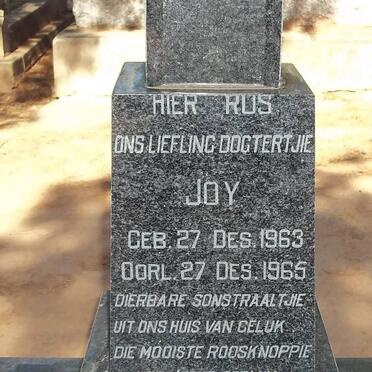 HIER RUS
ONS LIEFLING DOGTERTJIE
JOY
GEB. 27 DES. 1963
OORL. 27 DES. 1965
DIERBARE SONSTRAALTJIE
UIT ONS HUIS VAN GELUK
DIE MOOISTE ROOSKNOPPIE